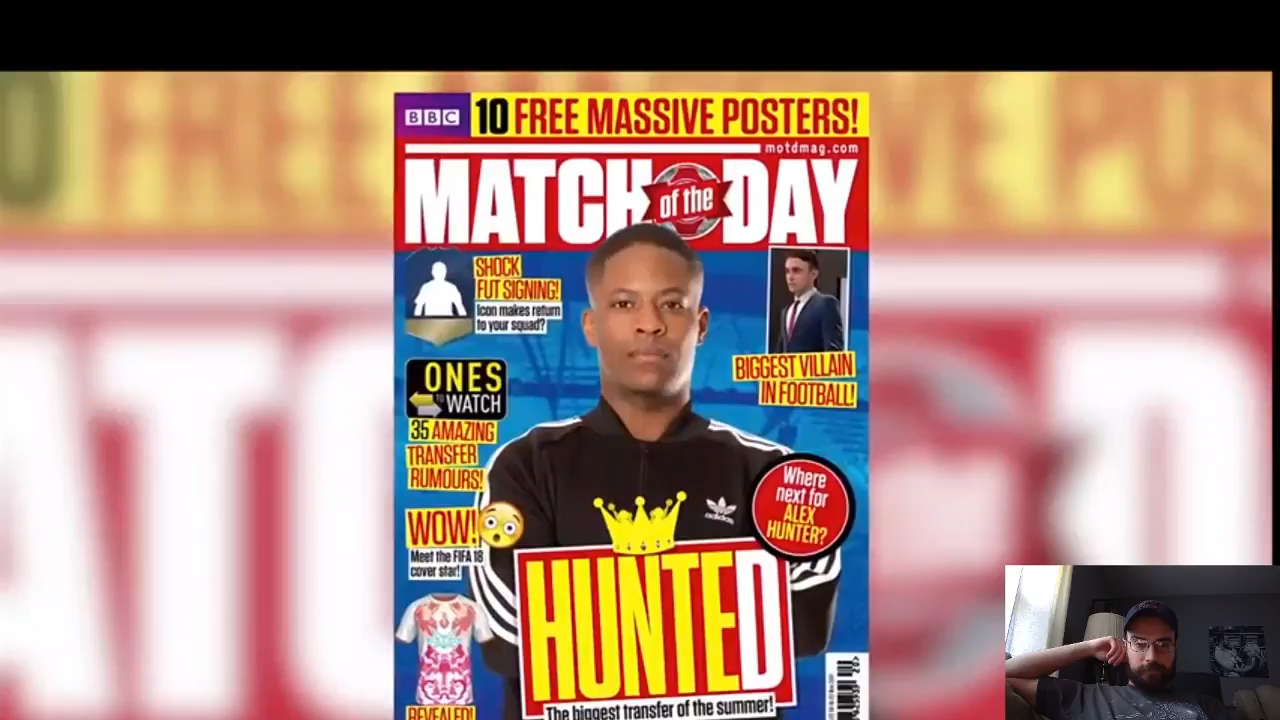 BBC
10 FREE MASSIVE POSTERS!
motdmag.com
MATCH of the DAY
SHOCK
FUT SIGNING!
Icon makes return
to your squad?
BIGGEST VILLAIN
IN FOOTBALL!
ONES
TO WATCH
35 AMAZING
TRANSFER
RUMOURS!
Where
next for
ALEX
HUNTER?
adidas
WOW!
Meet the FIFA 18
cover star!
HUNTED
The biggest transfer of the summer!
REVEALED!